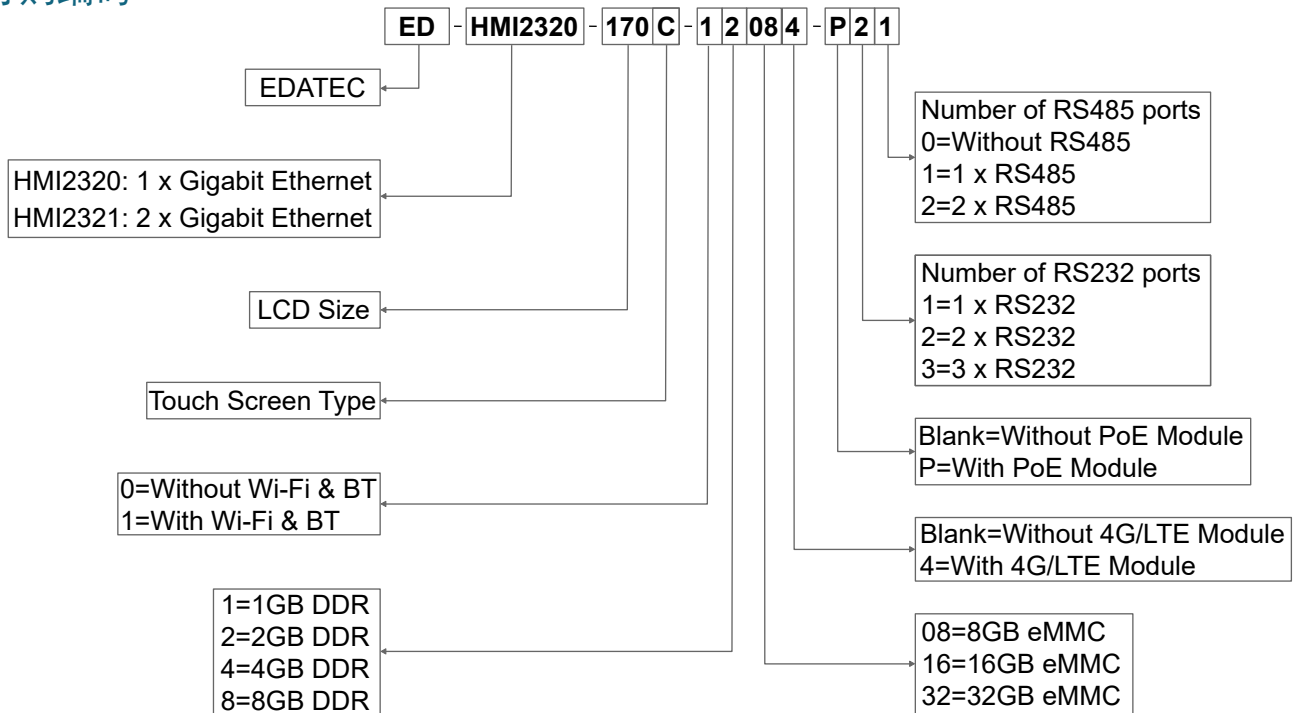 ED - HMI2320 - 170 C - 1 2 08 4 - P 2 1
EDATEC
HMI2320: 1 x Gigabit Ethernet
HMI2321: 2 x Gigabit Ethernet
LCD Size
Touch Screen Type
0=Without Wi-Fi & BT
1=With Wi-Fi & BT
1=1GB DDR
2=2GB DDR
4=4GB DDR
8=8GB DDR
Number of RS485 ports
0=Without RS485
1=1 x RS485
2=2 x RS485
Number of RS232 ports
1=1 x RS232
2=2 x RS232
3=3 x RS232
Blank=Without PoE Module
P=With PoE Module
Blank=Without 4G/LTE Module
4=With 4G/LTE Module
08=8GB eMMC
16=16GB eMMC
32=32GB eMMC